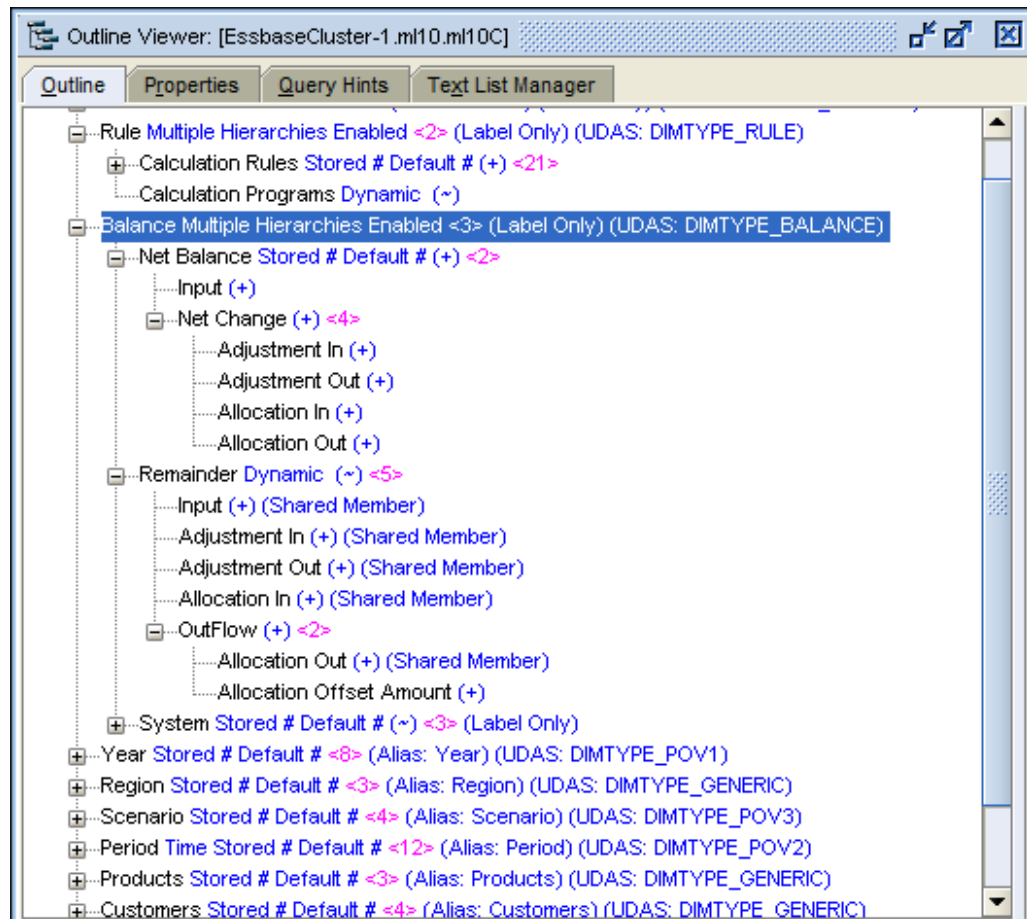 Outline Viewer: [EssbaseCluster-1.ml10.ml10C]
Outline Properties Query Hints Text List Manager
Rule Multiple Hierarchies Enabled <2> (Label Only) (UDAS: DIMTYPE_RULE)
Calculation Rules Stored # Default # (+) <21>
Calculation Programs Dynamic (~)
Balance Multiple Hierarchies Enabled <3> (Label Only) (UDAS: DIMTYPE_BALANCE)
Net Balance Stored # Default # (+) <2>
Input (+)
Net Change (+) <4>
Adjustment In (+)
Adjustment Out (+)
Allocation In (+)
Allocation Out (+)
Remainder Dynamic (~) <5>
Input (+) (Shared Member)
Adjustment In (+) (Shared Member)
Adjustment Out (+) (Shared Member)
Allocation In (+) (Shared Member)
OutFlow (+) <2>
Allocation Out (+) (Shared Member)
Allocation Offset Amount (+)
System Stored # Default # (~) <3> (Label Only)
Year Stored # Default # <8> (Alias: Year) (UDAS: DIMTYPE_POV1)
Region Stored # Default # <3> (Alias: Region) (UDAS: DIMTYPE_GENERIC)
Scenario Stored # Default # <4> (Alias: Scenario) (UDAS: DIMTYPE_POV3)
Period Time Stored # Default # <12> (Alias: Period) (UDAS: DIMTYPE_POV2)
Products Stored # Default # <3> (Alias: Products) (UDAS: DIMTYPE_GENERIC)
Customers Stored # Default # <4> (Alias: Customers) (UDAS: DIMTYPE_GENERIC)